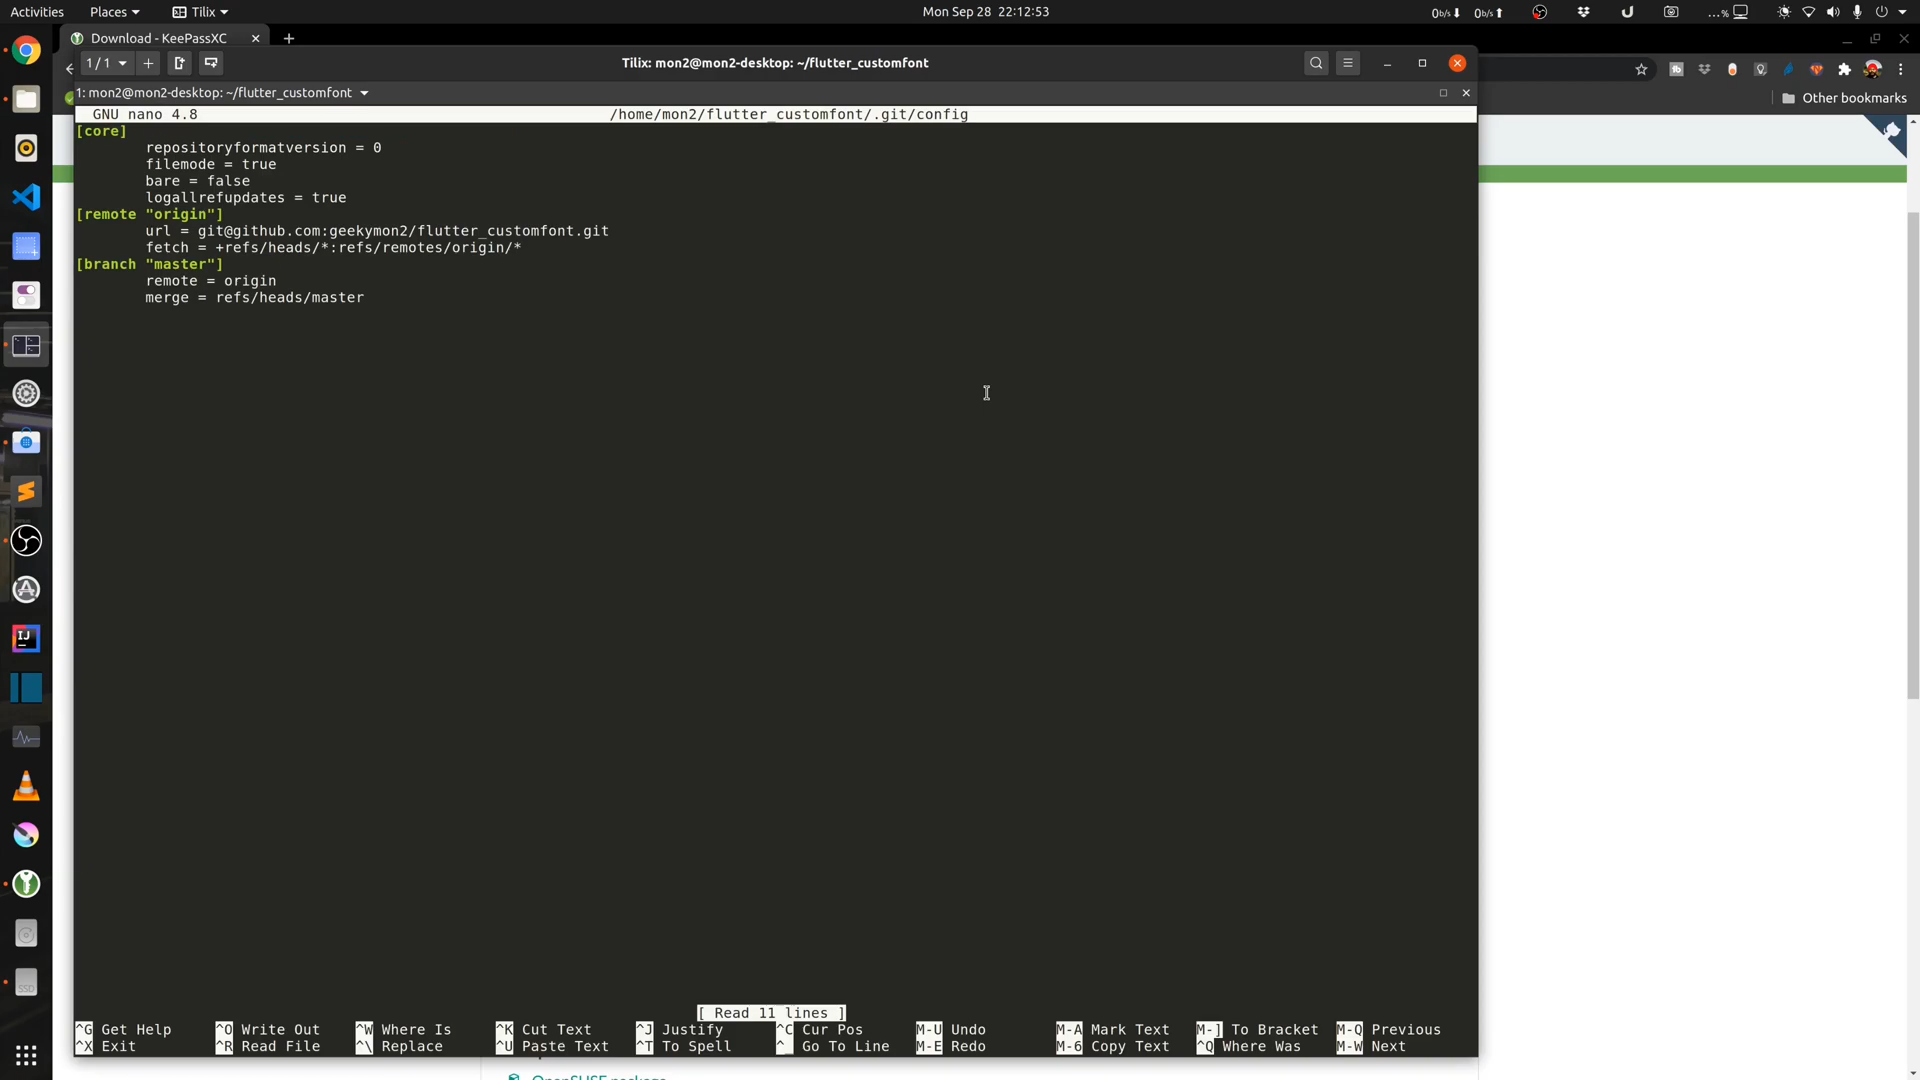 Activities Places Tilix Mon Sep 28 22:12:53 0b/s 0b/s ...%
Download - KeePassXC
1 / 1 Tilix: mon2@mon2-desktop: ~/flutter_customfont
1: mon2@mon2-desktop: ~/flutter_customfont
Other bookmarks
GNU nano 4.8 /home/mon2/flutter_customfont/.git/config
[core]
repositoryformatversion = 0
filemode = true
bare = false
logallrefupdates = true
[remote "origin"]
url = git@github.com:geekymon2/flutter_customfont.git
fetch = +refs/heads/*:refs/remotes/origin/*
[branch "master"]
remote = origin
merge = refs/heads/master
[ Read 11 lines ]
^G Get Help ^O Write Out ^W Where Is ^K Cut Text ^J Justify ^C Cur Pos M-U Undo M-A Mark Text M-] To Bracket M-Q Previous
^X Exit ^R Read File ^\ Replace ^U Paste Text ^T To Spell ^_ Go To Line M-E Redo M-6 Copy Text ^Q Where Was M-W Next
OpenSUSE package